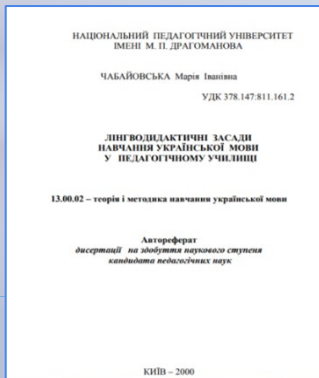 НАЦІОНАЛЬНИЙ ПЕДАГОГІЧНИЙ УНІВЕРСИТЕТ
ІМЕНІ М. П. ДРАГОМАНОВА
ЧАБАЙОВСЬКА Марія Іванівна
УДК 378.147:811.161.2
ЛІНГВОДИДАКТИЧНІ ЗАСАДИ
НАВЧАННЯ УКРАЇНСЬКОЇ МОВИ
У ПЕДАГОГІЧНОМУ УЧИЛИЩІ
13.00.02 – теорія і методика навчання української мови
Автореферат
дисертації на здобуття наукового ступеня
кандидата педагогічних наук
КИЇВ – 2000